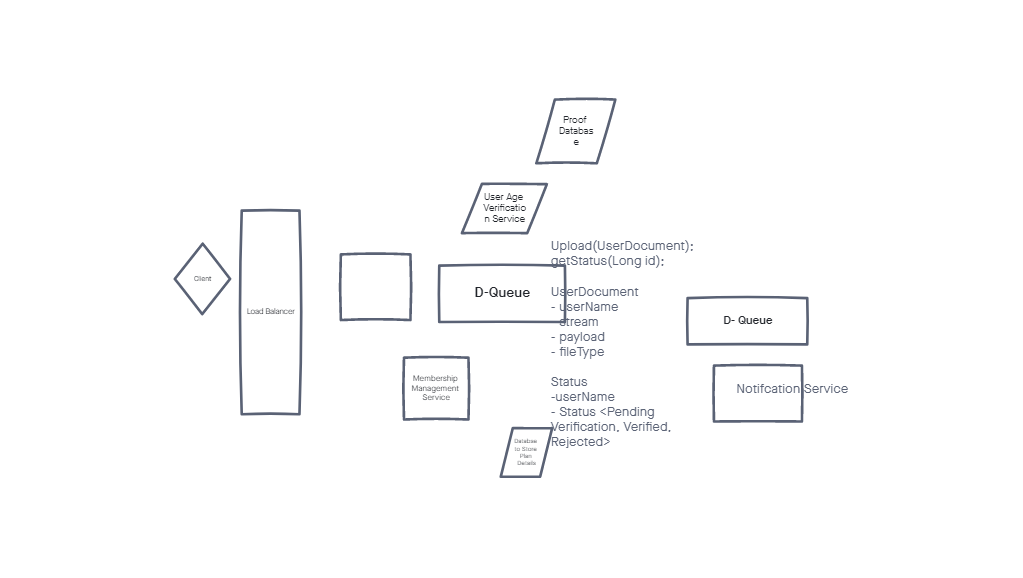 Proof
Databas
e
User Age
Verificatio
n Service
Upload(UserDocument);
getStatus(Long id);
Client
D-Queue
UserDocument
- userName
- stream
- payload
- fileType
Load Balancer
D- Queue
Membership
Management
Service
Status
-userName
- Status <Pending
Verification, Verified,
Rejected>
Notifcation Service
Databse
to Store
Plan
Details